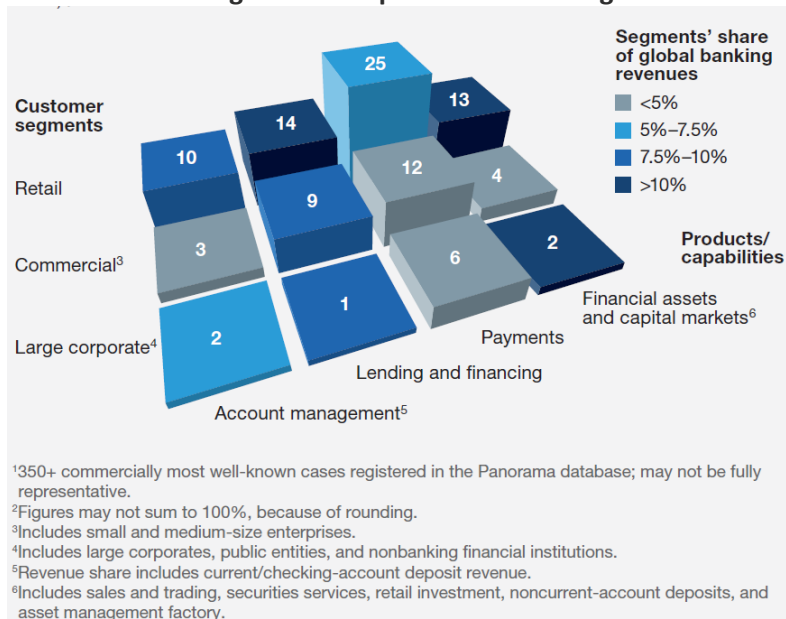 Segments' share
of global banking
revenues
<5%
5%–7.5%
7.5%–10%
>10%
Customer
segments
Retail
Commercial³
Large corporate⁴
10
14
25
13
3
9
12
4
2
1
6
2
Products/
capabilities
Financial assets
and capital markets⁶
Payments
Lending and financing
Account management⁵
¹350+ commercially most well-known cases registered in the Panorama database; may not be fully
representative.
²Figures may not sum to 100%, because of rounding.
³Includes small and medium-size enterprises.
⁴Includes large corporates, public entities, and nonbanking financial institutions.
⁵Revenue share includes current/checking-account deposit revenue.
⁶Includes sales and trading, securities services, retail investment, noncurrent-account deposits, and
asset management factory.